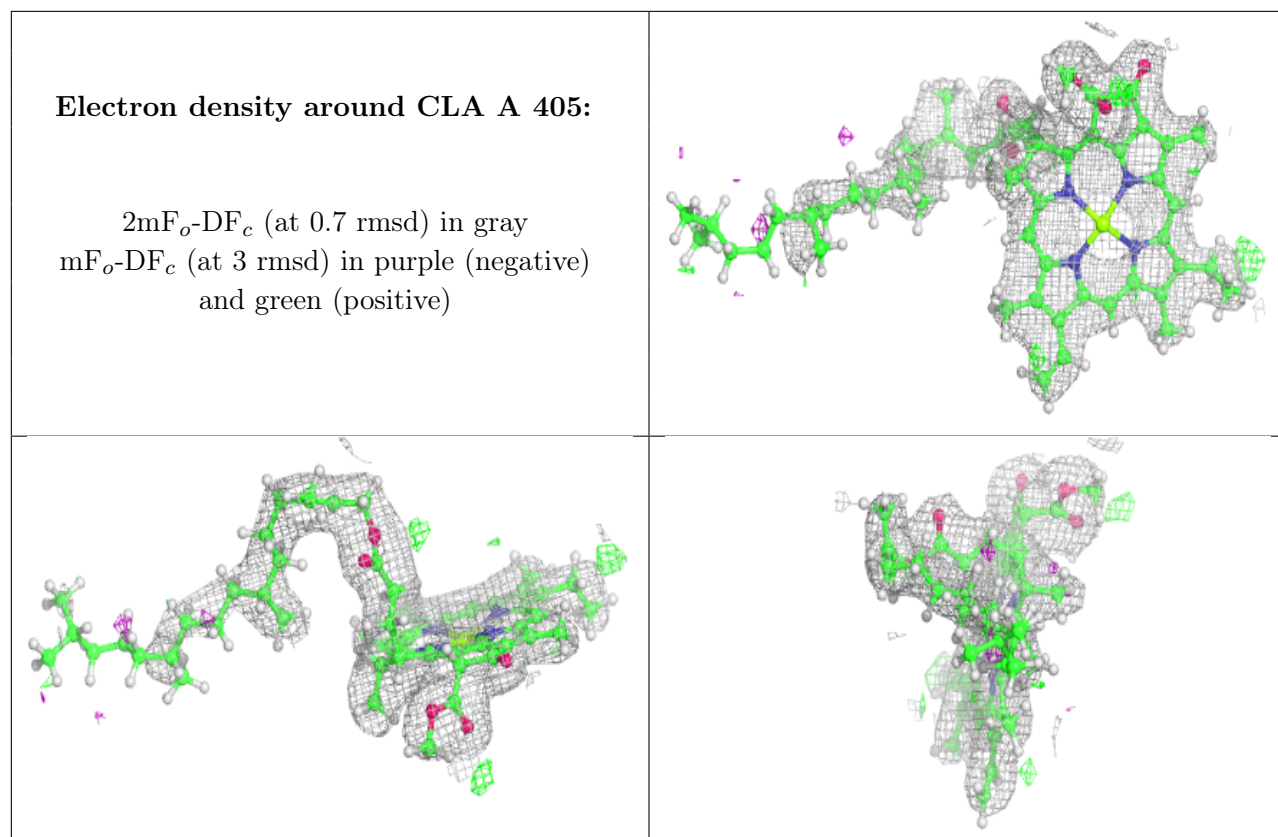 Electron density around CLA A 405:
2mFo-DFc (at 0.7 rmsd) in gray
mFo-DFc (at 3 rmsd) in purple (negative)
and green (positive)